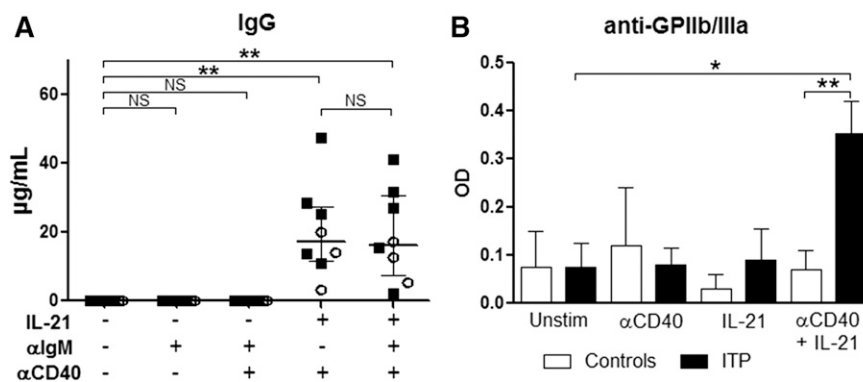 A
IgG
**
**
NS
NS
NS
µg/mL
60
40
20
0
IL-21 - - - + +
αIgM - + + - +
αCD40 - - + + +
B
anti-GPIIb/IIIa
*
**
OD
0.5
0.4
0.3
0.2
0.1
0.0
Unstim αCD40 IL-21 αCD40 + IL-21
Controls ITP